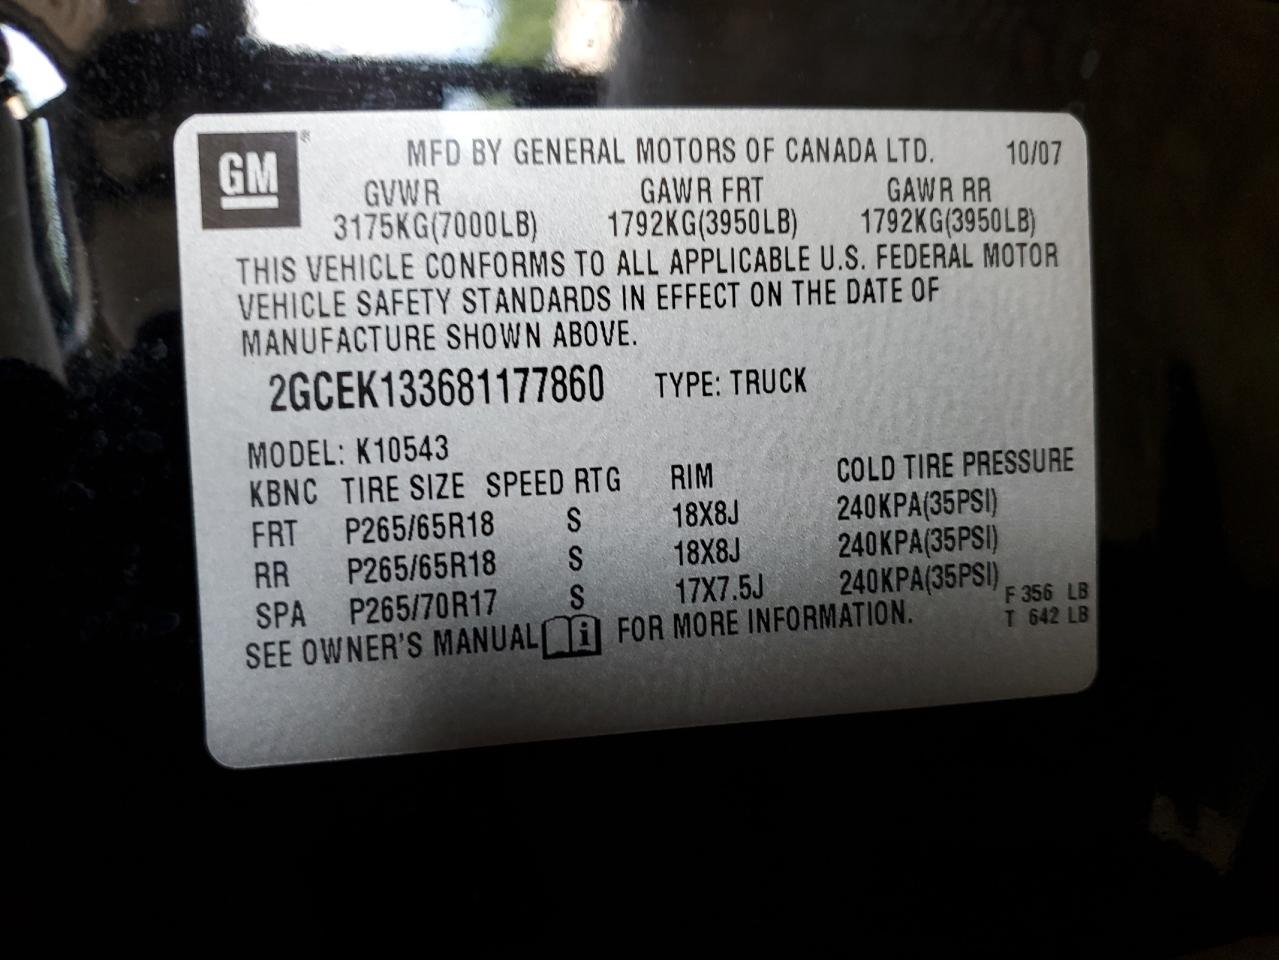 GM ® MFD BY GENERAL MOTORS OF CANADA LTD. 10/07
GVWR GAWR FRT GAWR RR
3175KG(7000LB) 1792KG(3950LB) 1792KG(3950LB)
THIS VEHICLE CONFORMS TO ALL APPLICABLE U.S. FEDERAL MOTOR
VEHICLE SAFETY STANDARDS IN EFFECT ON THE DATE OF
MANUFACTURE SHOWN ABOVE.
2GCEK133681177860 TYPE: TRUCK
MODEL: K10543
KBNC TIRE SIZE SPEED RTG RIM COLD TIRE PRESSURE
FRT P265/65R18 S 18X8J 240KPA(35PSI)
RR P265/65R18 S 18X8J 240KPA(35PSI)
SPA P265/70R17 S 17X7.5J 240KPA(35PSI) F 356 LB
SEE OWNER'S MANUAL i FOR MORE INFORMATION. T 642 LB